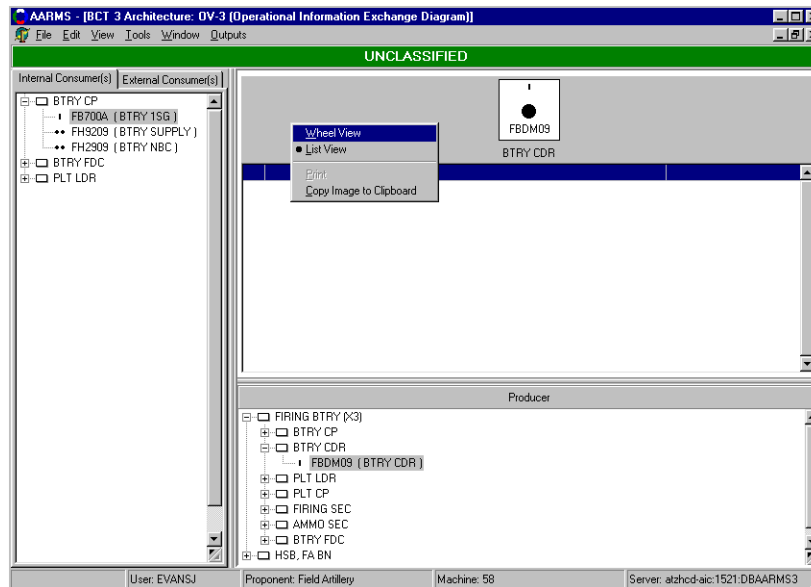 AARMS - [BCT 3 Architecture: OV-3 (Operational Information Exchange Diagram)]
File Edit View Tools Window Outputs
UNCLASSIFIED
Internal Consumer(s) External Consumer(s)
BTRY CP
FB700A ( BTRY 1SG )
FH9209 ( BTRY SUPPLY )
FH2909 ( BTRY NBC )
BTRY FDC
PLT LDR
FBDM09
BTRY CDR
Wheel View
List View
Print
Copy Image to Clipboard
Producer
FIRING BTRY (X3)
BTRY CP
BTRY CDR
FBDM09 ( BTRY CDR )
PLT LDR
PLT CP
FIRING SEC
AMMO SEC
BTRY FDC
HSB, FA BN
User: EVANSJ Proponent: Field Artillery Machine: 58 Server: atzhcd-aic:1521:DBAARMS3